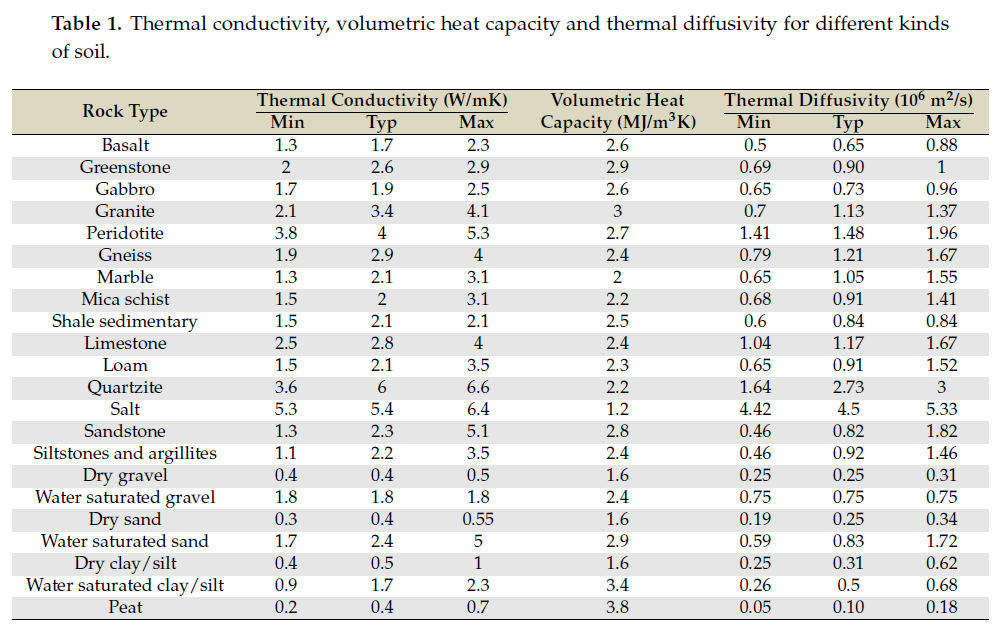 Table 1. Thermal conductivity, volumetric heat capacity and thermal diffusivity for different kinds
of soil.
Rock Type Thermal Conductivity (W/mK) Volumetric Heat Capacity (MJ/m³K) Thermal Diffusivity (10⁶ m²/s)
Min Typ Max Min Typ Max
Basalt 1.3 1.7 2.3 2.6 0.5 0.65 0.88
Greenstone 2 2.6 2.9 2.9 0.69 0.90 1
Gabbro 1.7 1.9 2.5 2.6 0.65 0.73 0.96
Granite 2.1 3.4 4.1 3 0.7 1.13 1.37
Peridotite 3.8 4 5.3 2.7 1.41 1.48 1.96
Gneiss 1.9 2.9 4 2.4 0.79 1.21 1.67
Marble 1.3 2.1 3.1 2 0.65 1.05 1.55
Mica schist 1.5 2 3.1 2.2 0.68 0.91 1.41
Shale sedimentary 1.5 2.1 2.1 2.5 0.6 0.84 0.84
Limestone 2.5 2.8 4 2.4 1.04 1.17 1.67
Loam 1.5 2.1 3.5 2.3 0.65 0.91 1.52
Quartzite 3.6 6 6.6 2.2 1.64 2.73 3
Salt 5.3 5.4 6.4 1.2 4.42 4.5 5.33
Sandstone 1.3 2.3 5.1 2.8 0.46 0.82 1.82
Siltstones and argillites 1.1 2.2 3.5 2.4 0.46 0.92 1.46
Dry gravel 0.4 0.4 0.5 1.6 0.25 0.25 0.31
Water saturated gravel 1.8 1.8 1.8 2.4 0.75 0.75 0.75
Dry sand 0.3 0.4 0.55 1.6 0.19 0.25 0.34
Water saturated sand 1.7 2.4 5 2.9 0.59 0.83 1.72
Dry clay/silt 0.4 0.5 1 1.6 0.25 0.31 0.62
Water saturated clay/silt 0.9 1.7 2.3 3.4 0.26 0.5 0.68
Peat 0.2 0.4 0.7 3.8 0.05 0.10 0.18